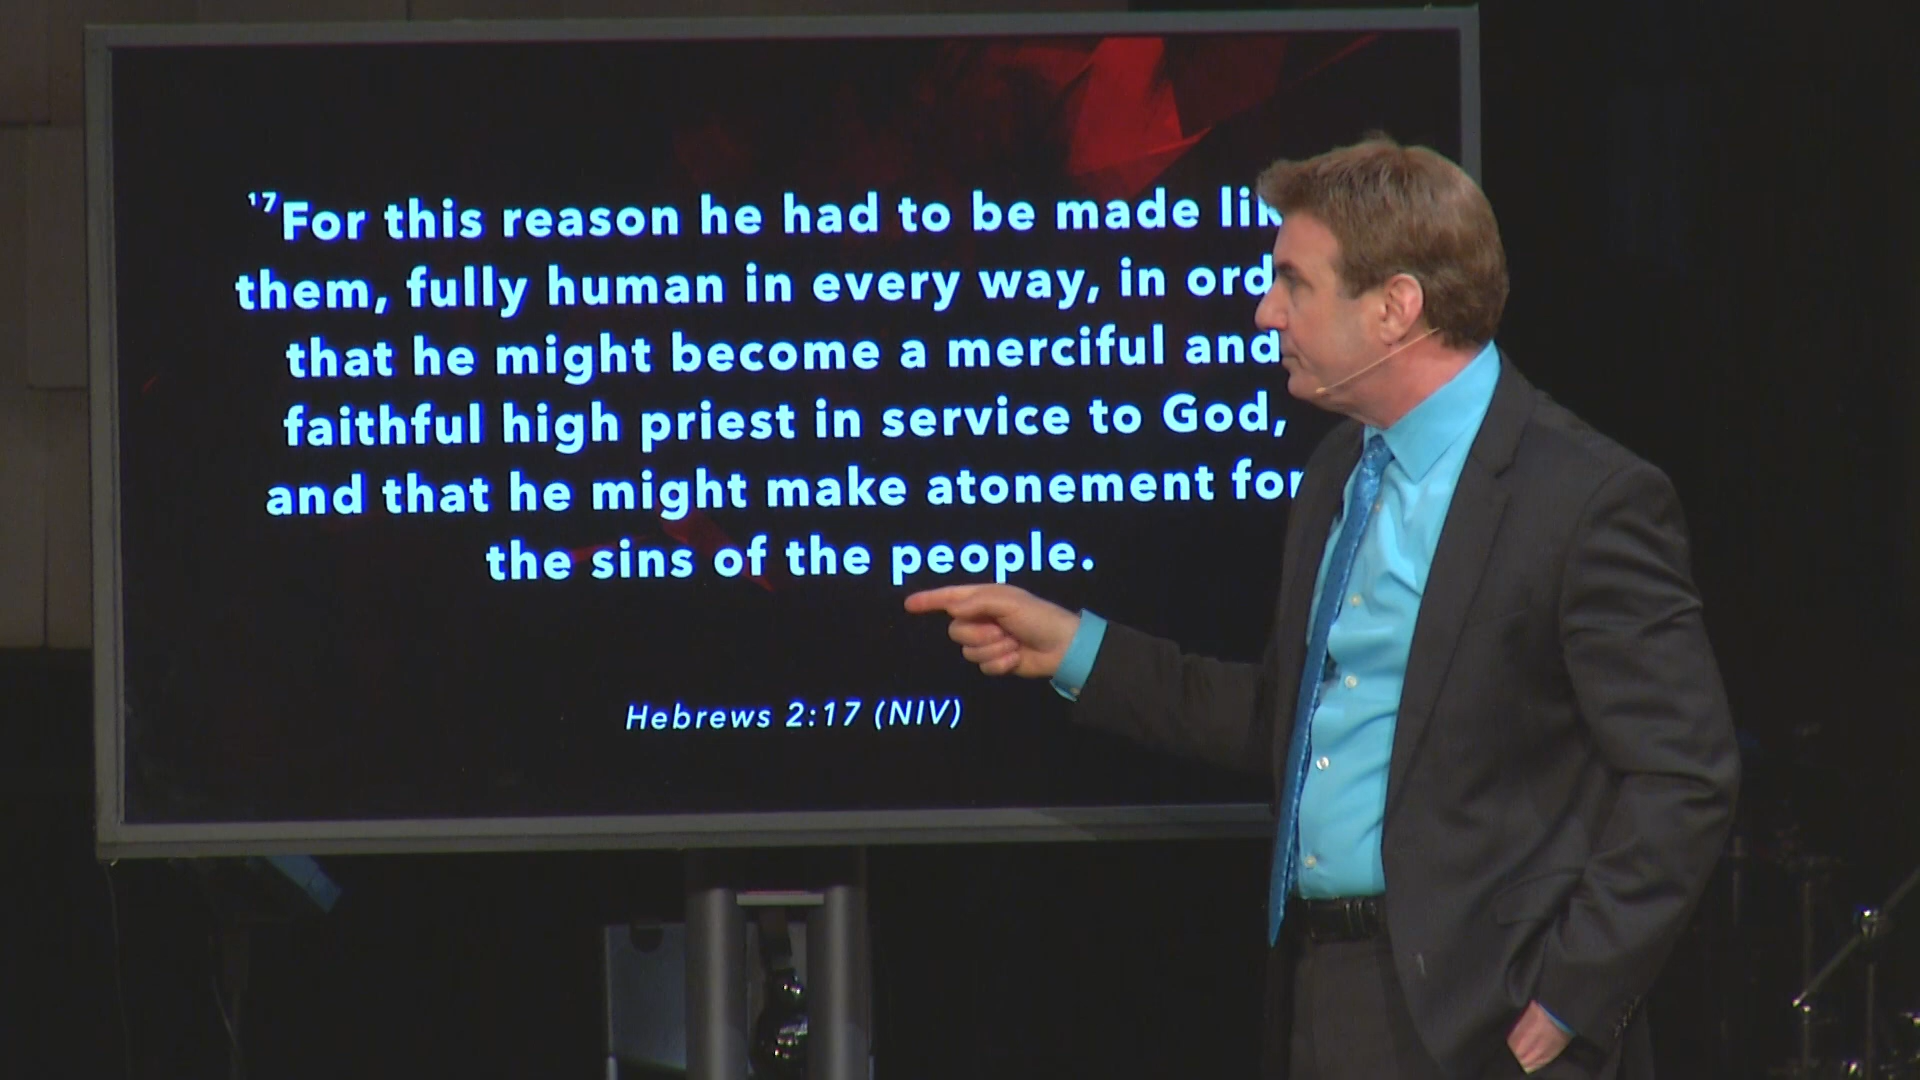 ¹⁷For this reason he had to be made
them, fully human in every way, in
that he might become a merciful and
faithful high priest in service to God,
and that he might make atonement for
the sins of the people.
Hebrews 2:17 (NIV)